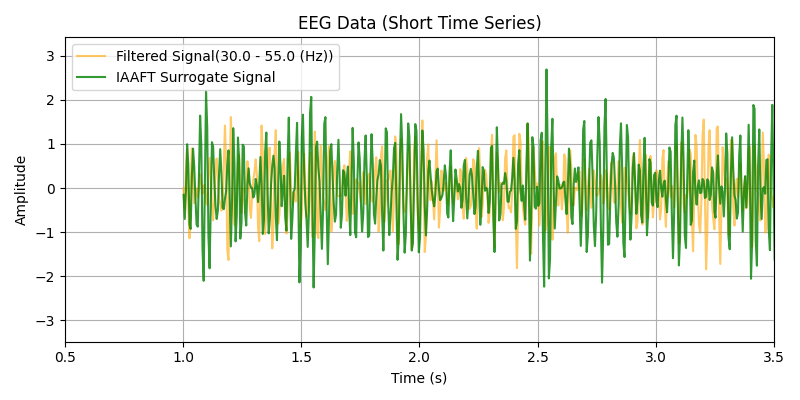 EEG Data (Short Time Series)
Filtered Signal(30.0 - 55.0 (Hz))
IAAFT Surrogate Signal
Amplitude
3
2
1
0
−1
−2
−3
0.5 1.0 1.5 2.0 2.5 3.0 3.5
Time (s)